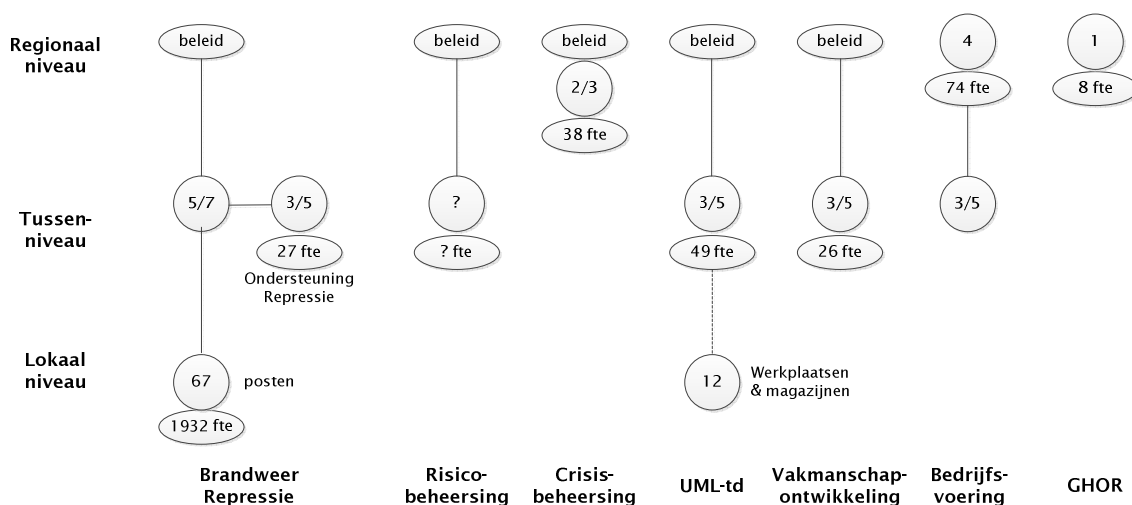 Regionaal
niveau
beleid
beleid
beleid
beleid
beleid
4
1
2/3
74 fte
8 fte
38 fte
Tussen-
niveau
5/7
3/5
?
3/5
3/5
3/5
27 fte
? fte
49 fte
26 fte
Ondersteuning
Repressie
Lokaal
niveau
67
posten
12
Werkplaatsen
& magazijnen
1932 fte
Brandweer
Repressie
Risico-
beheersing
Crisis-
beheersing
UML-td
Vakmanschap-
ontwikkeling
Bedrijfs-
voering
GHOR